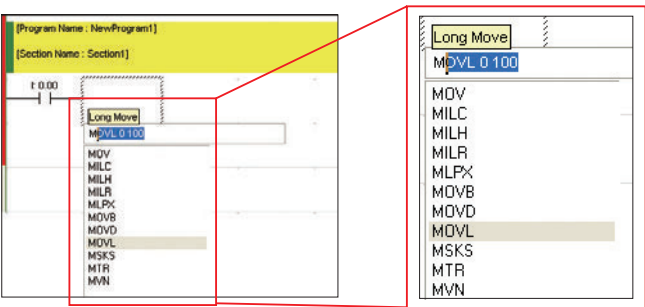 [Program Name : NewProgram1]
[Section Name : Section1]
I: 0.00
Long Move
MOVL 0 100
MOV
MILC
MILH
MILR
MLPX
MOVB
MOVD
MOVL
MSKS
MTR
MVN
Long Move
MOVL 0 100
MOV
MILC
MILH
MILR
MLPX
MOVB
MOVD
MOVL
MSKS
MTR
MVN